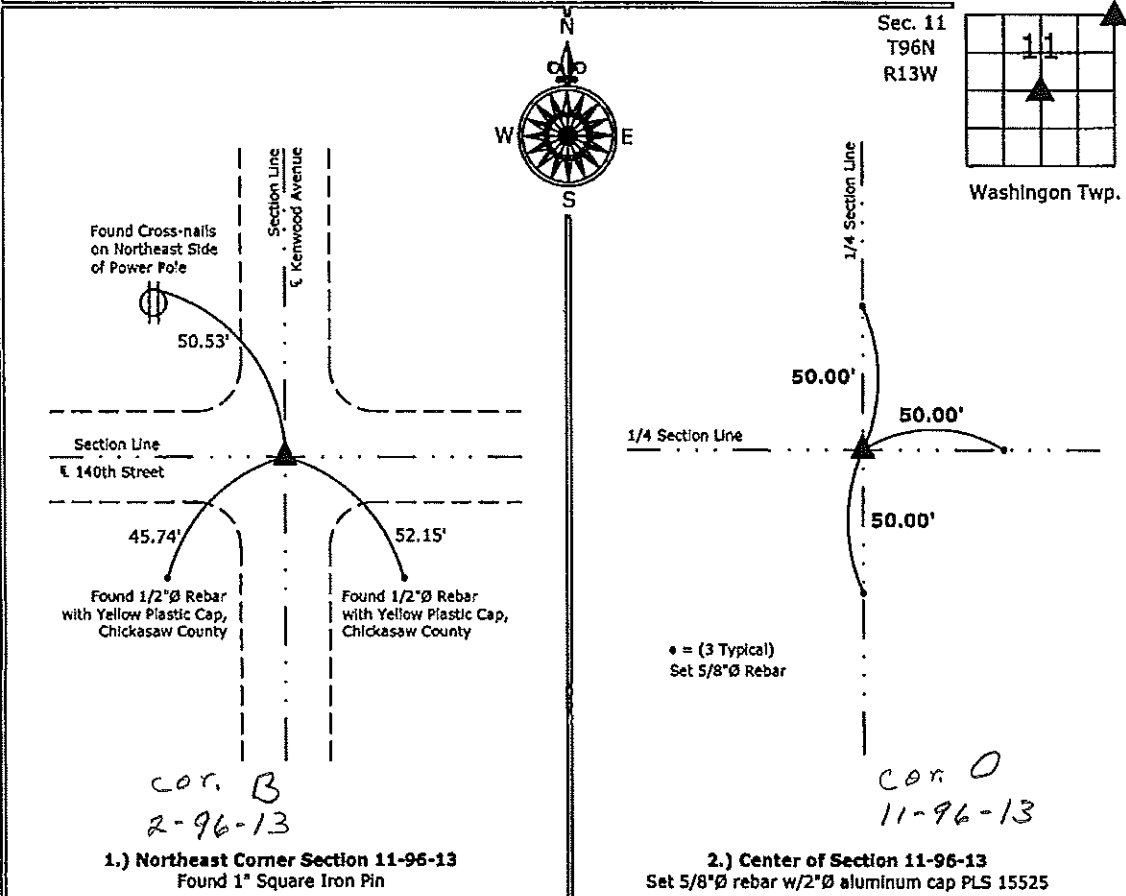 N
W
E
S
Sec. 11
T96N
R13W
11
Washingon Twp.
Found Cross-nails
on Northeast Side
of Power Pole
50.53'
Section Line
℄ Kenwood Avenue
Section Line
℄ 140th Street
45.74'
52.15'
Found 1/2"Ø Rebar
with Yellow Plastic Cap,
Chickasaw County
Found 1/2"Ø Rebar
with Yellow Plastic Cap,
Chickasaw County
cor. B
2-96-13
1.) Northeast Corner Section 11-96-13
Found 1" Square Iron Pin
1/4 Section Line
50.00'
50.00'
1/4 Section Line
50.00'
• = (3 Typical)
Set 5/8"Ø Rebar
cor. O
11-96-13
2.) Center of Section 11-96-13
Set 5/8"Ø rebar w/2"Ø aluminum cap PLS 15525